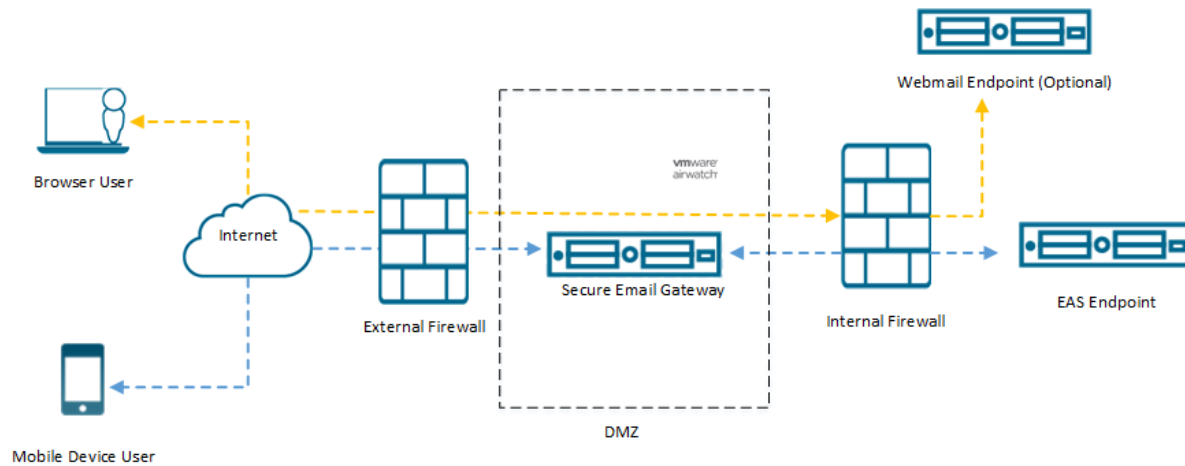 Webmail Endpoint (Optional)
vmware
airwatch
Browser User
Internet
Secure Email Gateway
EAS Endpoint
External Firewall
Internal Firewall
DMZ
Mobile Device User